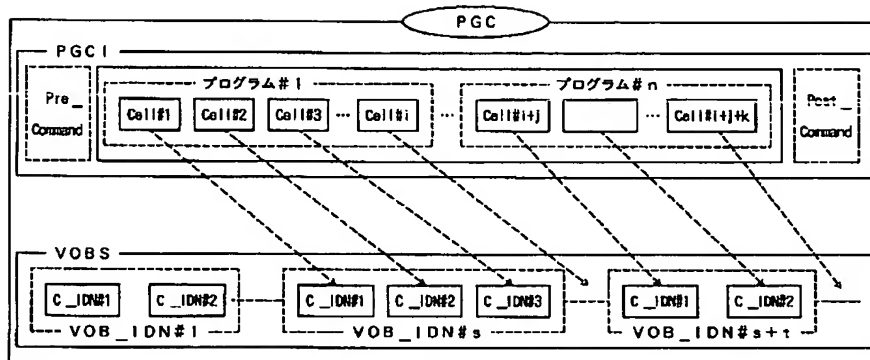 PGC
PGCI
プログラム#1
プログラム#n
Pre_
Command
Cell#1 Cell#2 Cell#3 … Cell#i … Cell#i+j … Cell#i+j+k
Post_
Command
VOBS
C_IDN#1 C_IDN#2 C_IDN#1 C_IDN#2 C_IDN#3 C_IDN#1 C_IDN#2
VOB_IDN#1 VOB_IDN#s VOB_IDN#s+t